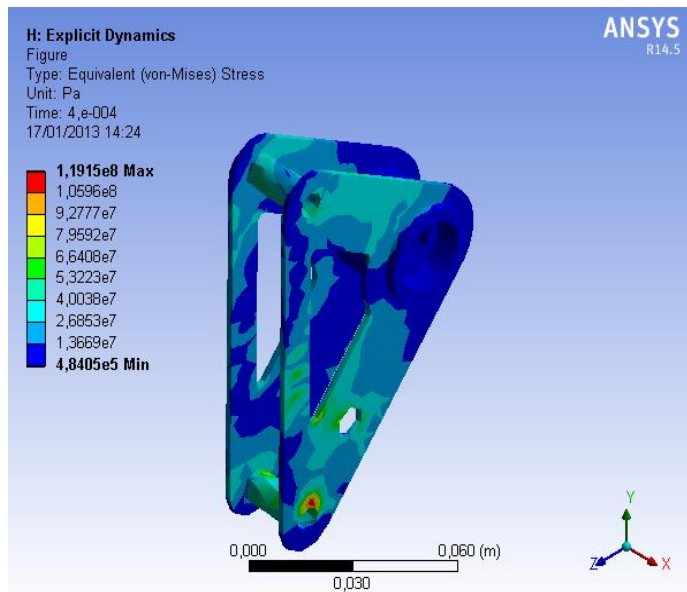 H: Explicit Dynamics
Figure
Type: Equivalent (von-Mises) Stress
Unit: Pa
Time: 4,e-004
17/01/2013 14:24
ANSYS
R14.5
1,1915e8 Max
1,0596e8
9,2777e7
7,9592e7
6,6408e7
5,3223e7
4,0038e7
2,6853e7
1,3669e7
4,8405e5 Min
0,000
0,060 (m)
0,030
Y
Z
X